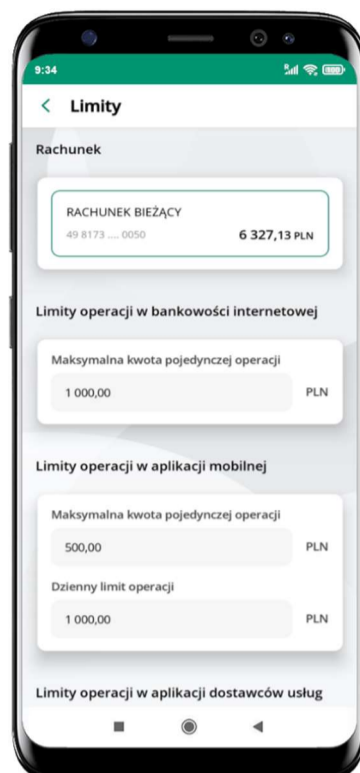 9:34
Limity
Rachunek
RACHUNEK BIEŻĄCY
49 8173 .... 0050
6 327,13 PLN
Limity operacji w bankowości internetowej
Maksymalna kwota pojedynczej operacji
1 000,00 PLN
Limity operacji w aplikacji mobilnej
Maksymalna kwota pojedynczej operacji
500,00 PLN
Dzienny limit operacji
1 000,00 PLN
Limity operacji w aplikacji dostawców usług